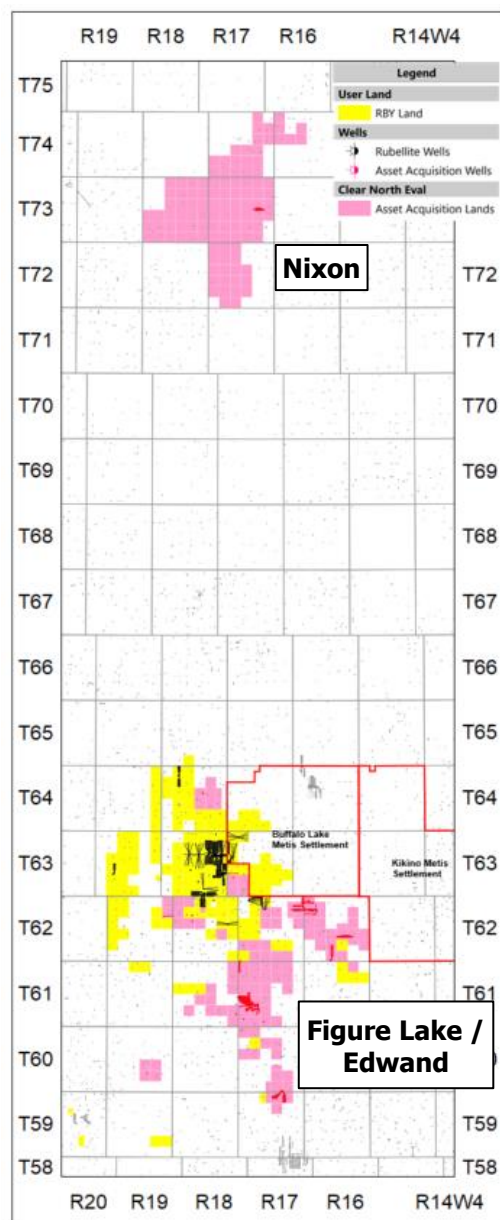 R19 R18 R17 R16 R14W4
Legend
User Land
RBY Land
Wells
Rubellite Wells
Asset Acquisition Wells
Clear North Eval
Asset Acquisition Lands
T75
T74
T73
Nixon
T72 T72
T71 T71
T70 T70
T69 T69
T68 T68
T67 T67
T66 T66
T65 T65
T64 T64
Buffalo Lake
Metis Settlement
T63 T63
Kikino Metis
Settlement
T62 T62
T61 T61
Figure Lake /
Edwand
T60
T59 T59
T58 T58
R20 R19 R18 R17 R16 R14W4